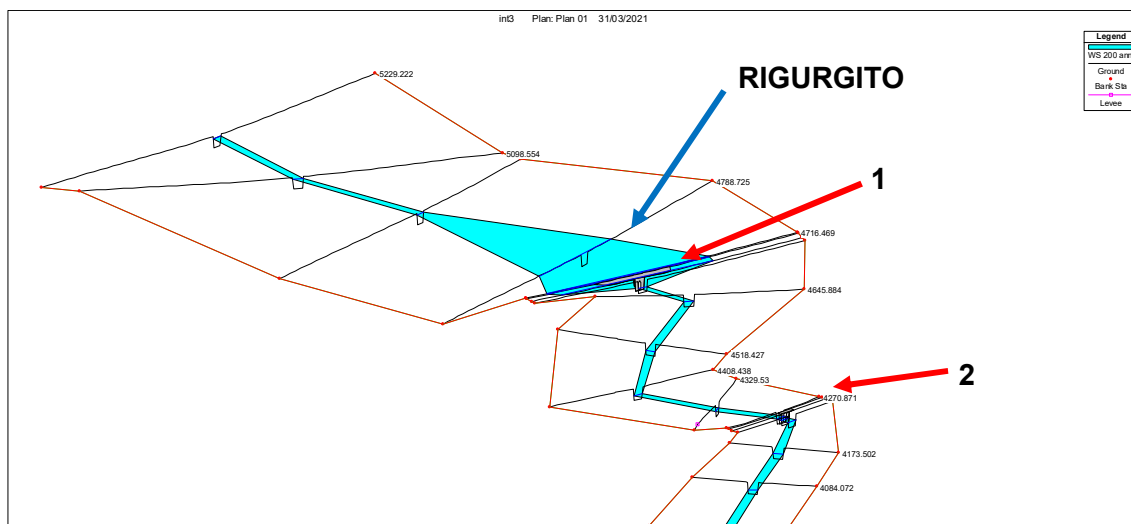 int3 Plan: Plan 01 31/03/2021
Legend
WS 200 anni
Ground
Bank Sta
Levee
RIGURGITO
1
2
5229.222
5098.554
4788.725
4716.469
4645.884
4518.427
4408.438
4329.53
4270.871
4173.502
4084.072